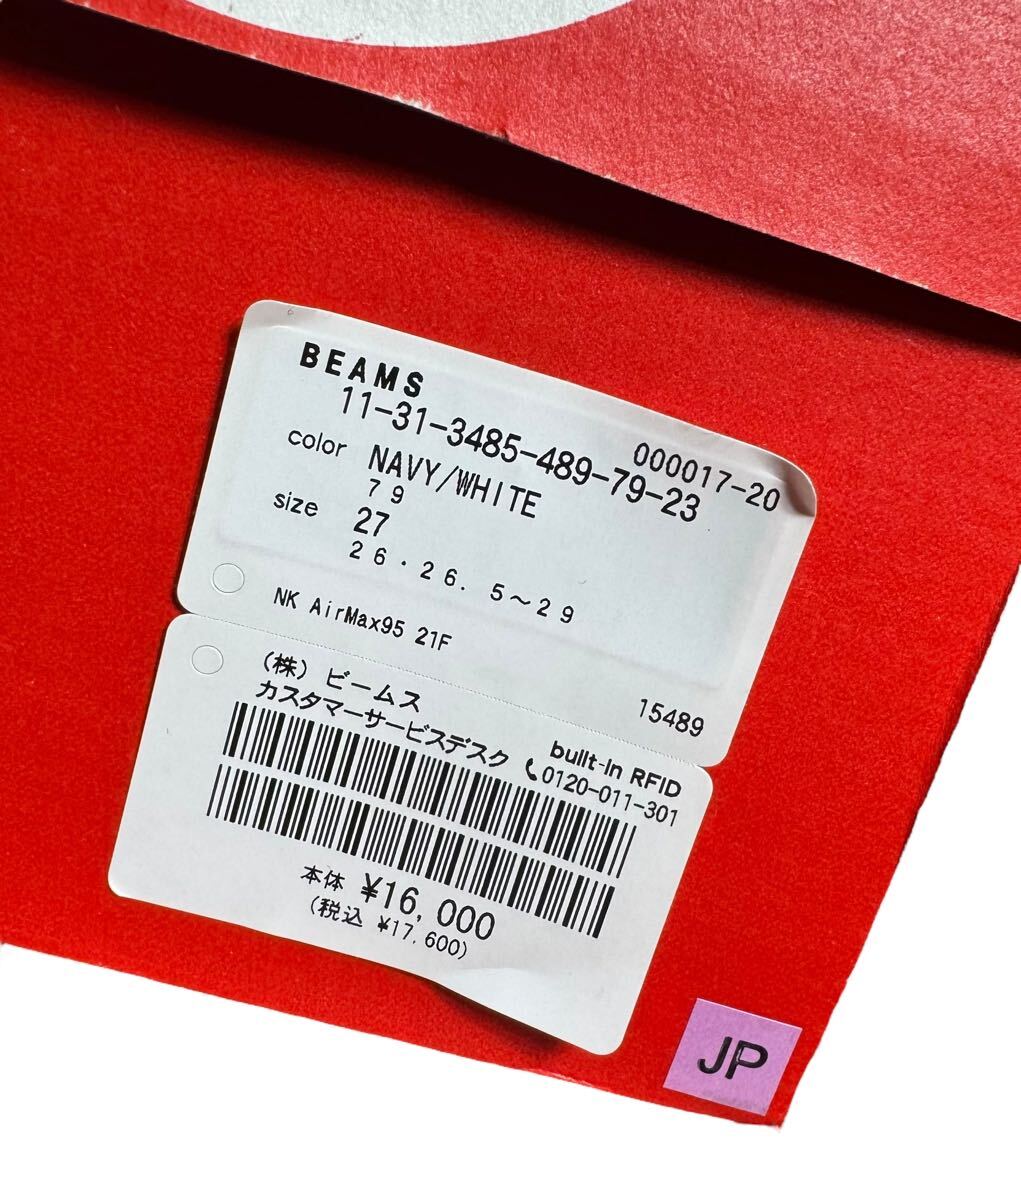 BEAMS
000017-20
11-31-3485-489-79-23
color NAVY/WHITE
79
size 27
26・26.5～29
NK AirMax95 21F
15489
(株) ビームス
built-in RFID
カスタマーサービスデスク 0120-011-301
本体 ¥16,000
(税込 ¥17,600)
JP